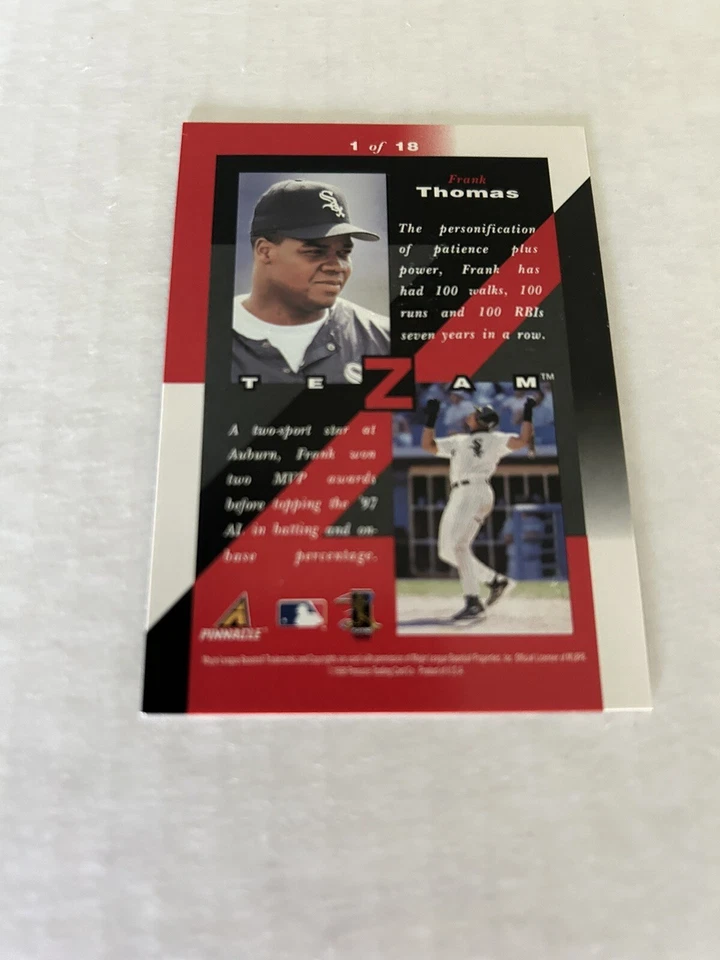 1 of 18
Frank
Thomas
The personification
of patience plus
power, Frank has
had 100 walks, 100
runs and 100 RBIs
seven years in a row.
Sox
TEZAM™
A two-sport star at
Auburn, Frank won
two MVP awards
before topping the '97
AL in batting and on-
base percentage.
PINNACLE